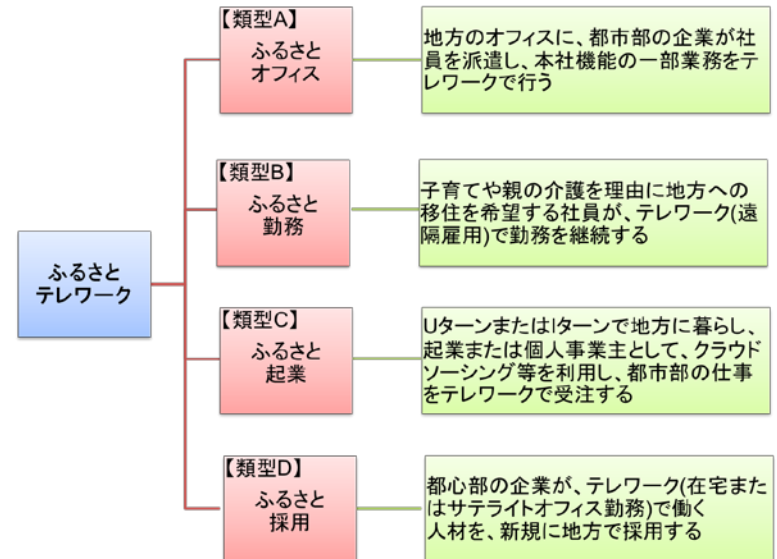 ふるさと
テレワーク
【類型A】
ふるさと
オフィス
地方のオフィスに、都市部の企業が社
員を派遣し、本社機能の一部業務をテ
レワークで行う
【類型B】
ふるさと
勤務
子育てや親の介護を理由に地方への
移住を希望する社員が、テレワーク(遠
隔雇用)で勤務を継続する
【類型C】
ふるさと
起業
UターンまたはIターンで地方に暮らし、
起業または個人事業主として、クラウド
ソーシング等を利用し、都市部の仕事
をテレワークで受注する
【類型D】
ふるさと
採用
都心部の企業が、テレワーク(在宅また
はサテライトオフィス勤務)で働く
人材を、新規に地方で採用する